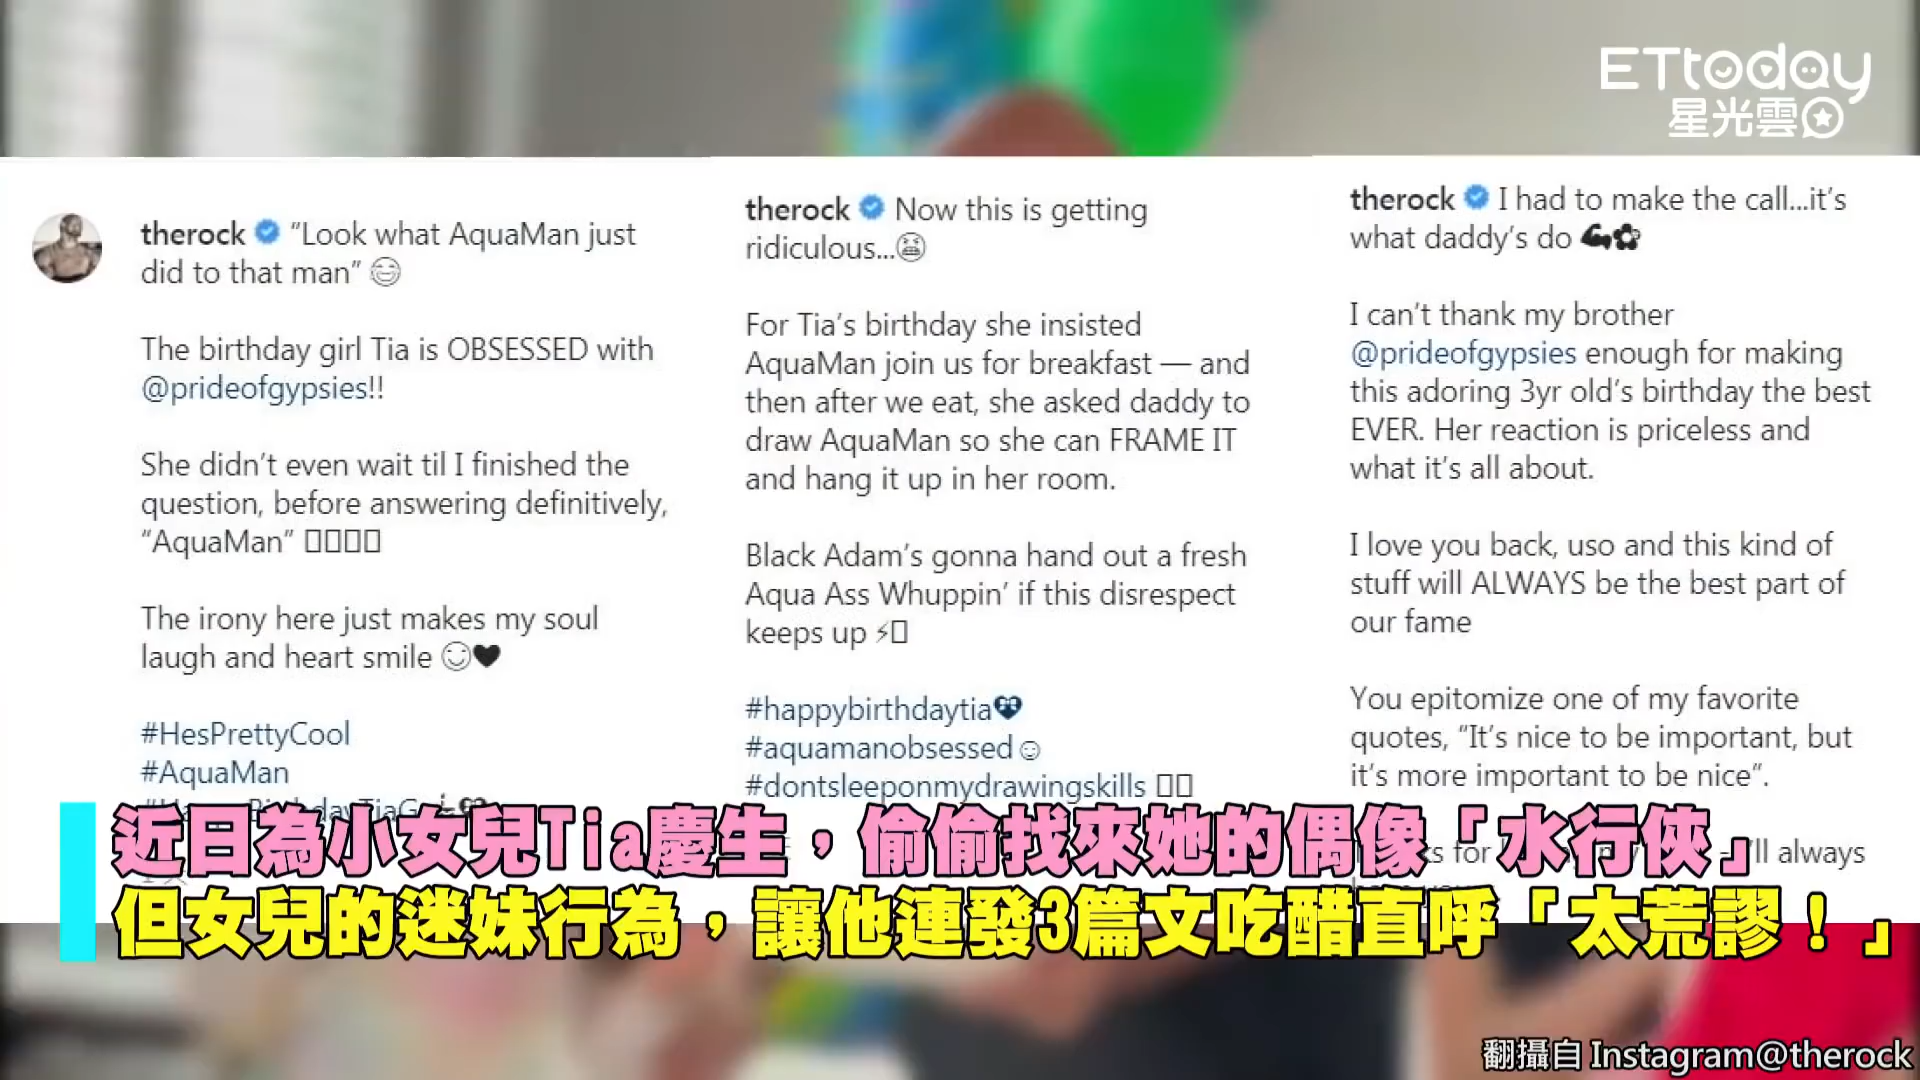 ETtoday
星光雲
therock “Look what AquaMan just
did to that man” 😂
The birthday girl Tia is OBSESSED with
@prideofgypsies!!
She didn’t even wait til I finished the
question, before answering definitively,
“AquaMan”
The irony here just makes my soul
laugh and heart smile ☺🖤
#HesPrettyCool
#AquaMan
therock Now this is getting
ridiculous...😫
For Tia’s birthday she insisted
AquaMan join us for breakfast — and
then after we eat, she asked daddy to
draw AquaMan so she can FRAME IT
and hang it up in her room.
Black Adam’s gonna hand out a fresh
Aqua Ass Whuppin’ if this disrespect
keeps up ⚡
#happybirthdaytia💝
#aquamanobsessed☺
#dontsleeponmydrawingskills
therock I had to make the call...it’s
what daddy’s do 💪🌺
I can’t thank my brother
@prideofgypsies enough for making
this adoring 3yr old’s birthday the best
EVER. Her reaction is priceless and
what it’s all about.
I love you back, uso and this kind of
stuff will ALWAYS be the best part of
our fame
You epitomize one of my favorite
quotes, “It’s nice to be important, but
it’s more important to be nice”.
for
’ll always
近日為小女兒Tia慶生，偷偷找來她的偶像「水行俠」
但女兒的迷妹行為，讓他連發3篇文吃醋直呼「太荒謬！」
翻攝自 Instagram@therock